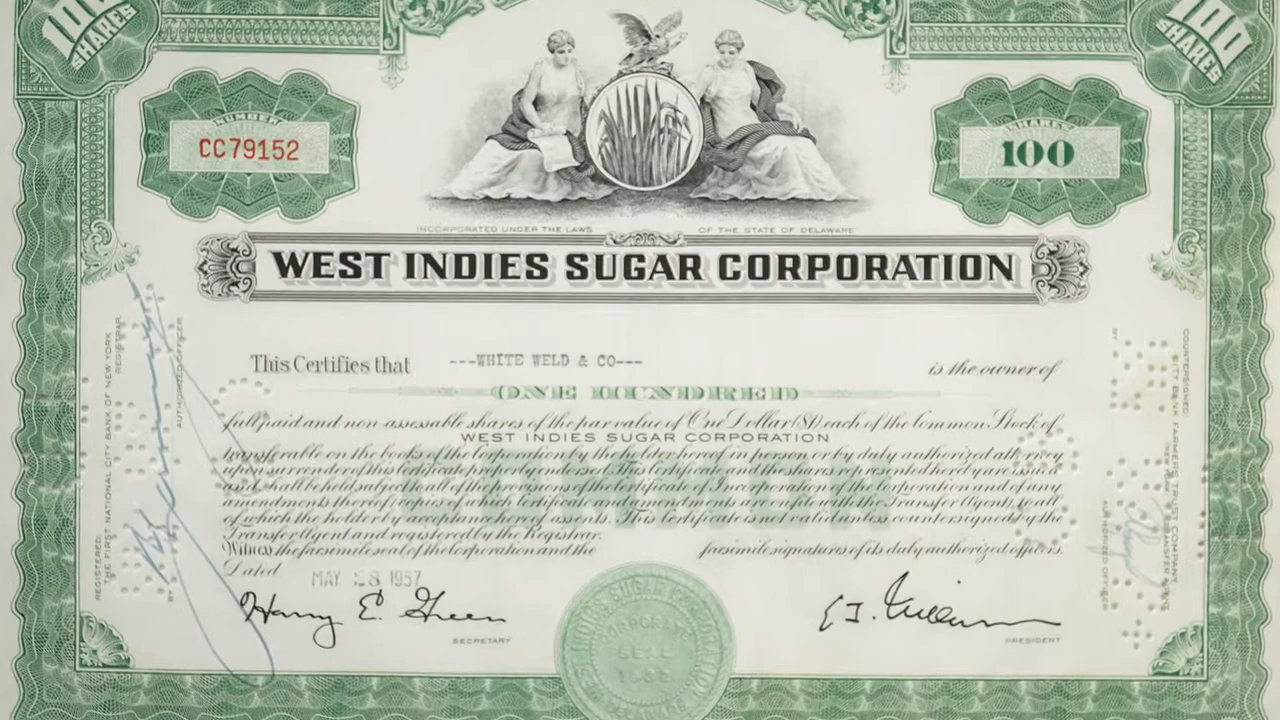 100 SHARES
100 SHARES
NUMBER
CC79152
SHARES
100
INCORPORATED UNDER THE LAWS OF THE STATE OF DELAWARE
WEST INDIES SUGAR CORPORATION
This Certifies that ---WHITE WELD & CO--- is the owner of
ONE HUNDRED
full paid and non-assessable shares of the par value of One Dollar ($1) each of the Common Stock of
WEST INDIES SUGAR CORPORATION
transferable on the books of the Corporation by the holder hereof in person or by duly authorized attorney
upon surrender of this Certificate properly endorsed. This Certificate and the shares represented hereby are issued
and shall be held subject to all of the provisions of the Certificate of Incorporation of the Corporation and of any
amendments thereof (copies of which Certificate and amendments are on file with the Transfer Agent), to all
of which the holder by acceptance hereof assents. This Certificate is not valid unless countersigned by the
Transfer Agent and registered by the Registrar.
Witness the facsimile seal of the Corporation and the facsimile signatures of its duly authorized officers.
Dated
MAY 28 1957
Harry E. Green
SECRETARY
PRESIDENT
WEST INDIES SUGAR CORPORATION
CORPORATE
SEAL
1932
DELAWARE
REGISTERED:
THE FIRST NATIONAL CITY BANK OF NEW YORK
REGISTRAR
BY
AUTHORIZED OFFICER
COUNTERSIGNED:
CITY BANK FARMERS TRUST COMPANY
TRANSFER AGENT
BY
AUTHORIZED OFFICER